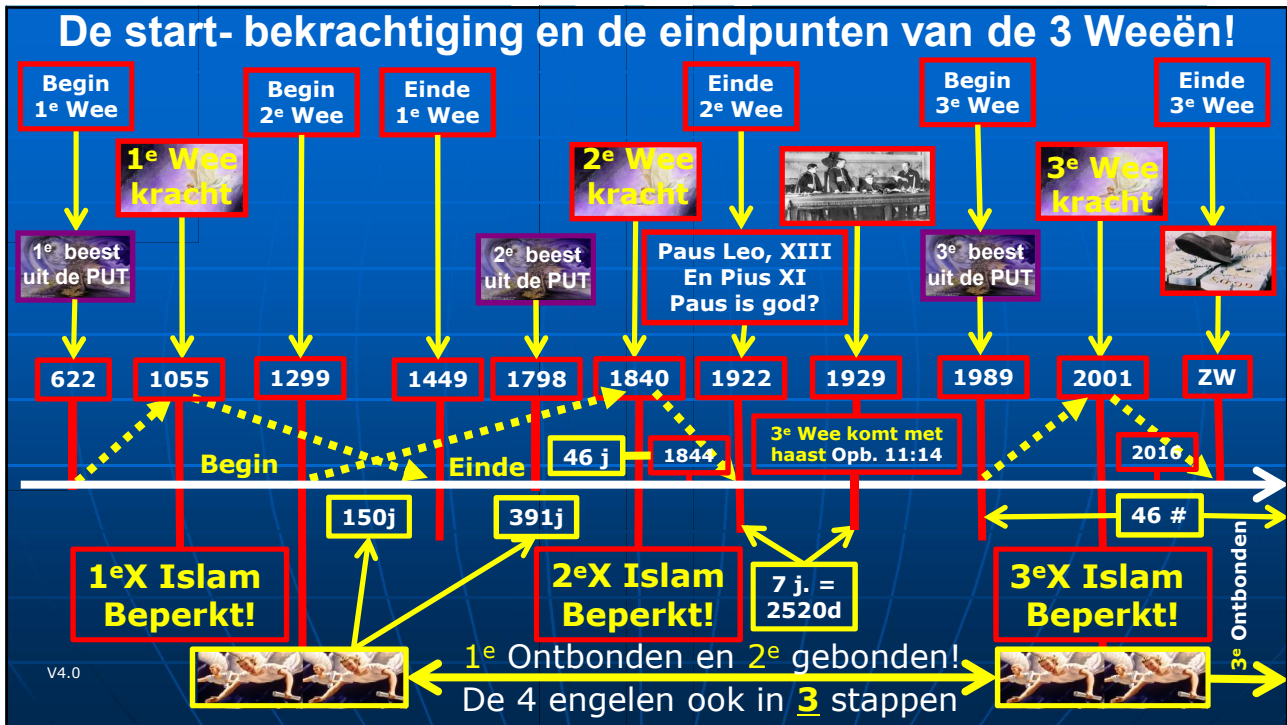 De start- bekrachtiging en de eindpunten van de 3 Weeën!
Begin
1e Wee
Begin
2e Wee
Einde
1e Wee
Einde
2e Wee
Begin
3e Wee
Einde
3e Wee
1e Wee
kracht
2e Wee
kracht
3e Wee
kracht
1e beest
uit de PUT
2e beest
uit de PUT
Paus Leo, XIII
En Pius XI
Paus is god?
3e beest
uit de PUT
622
1055
1299
1449
1798
1840
1922
1929
1989
2001
ZW
Begin
Einde
46 j
1844
3e Wee komt met
haast Opb. 11:14
2016
150j
391j
46 #
1eX Islam
Beperkt!
2eX Islam
Beperkt!
7 j. =
2520d
3eX Islam
Beperkt!
3e Ontbonden
V4.0
1e Ontbonden en 2e gebonden!
De 4 engelen ook in 3 stappen